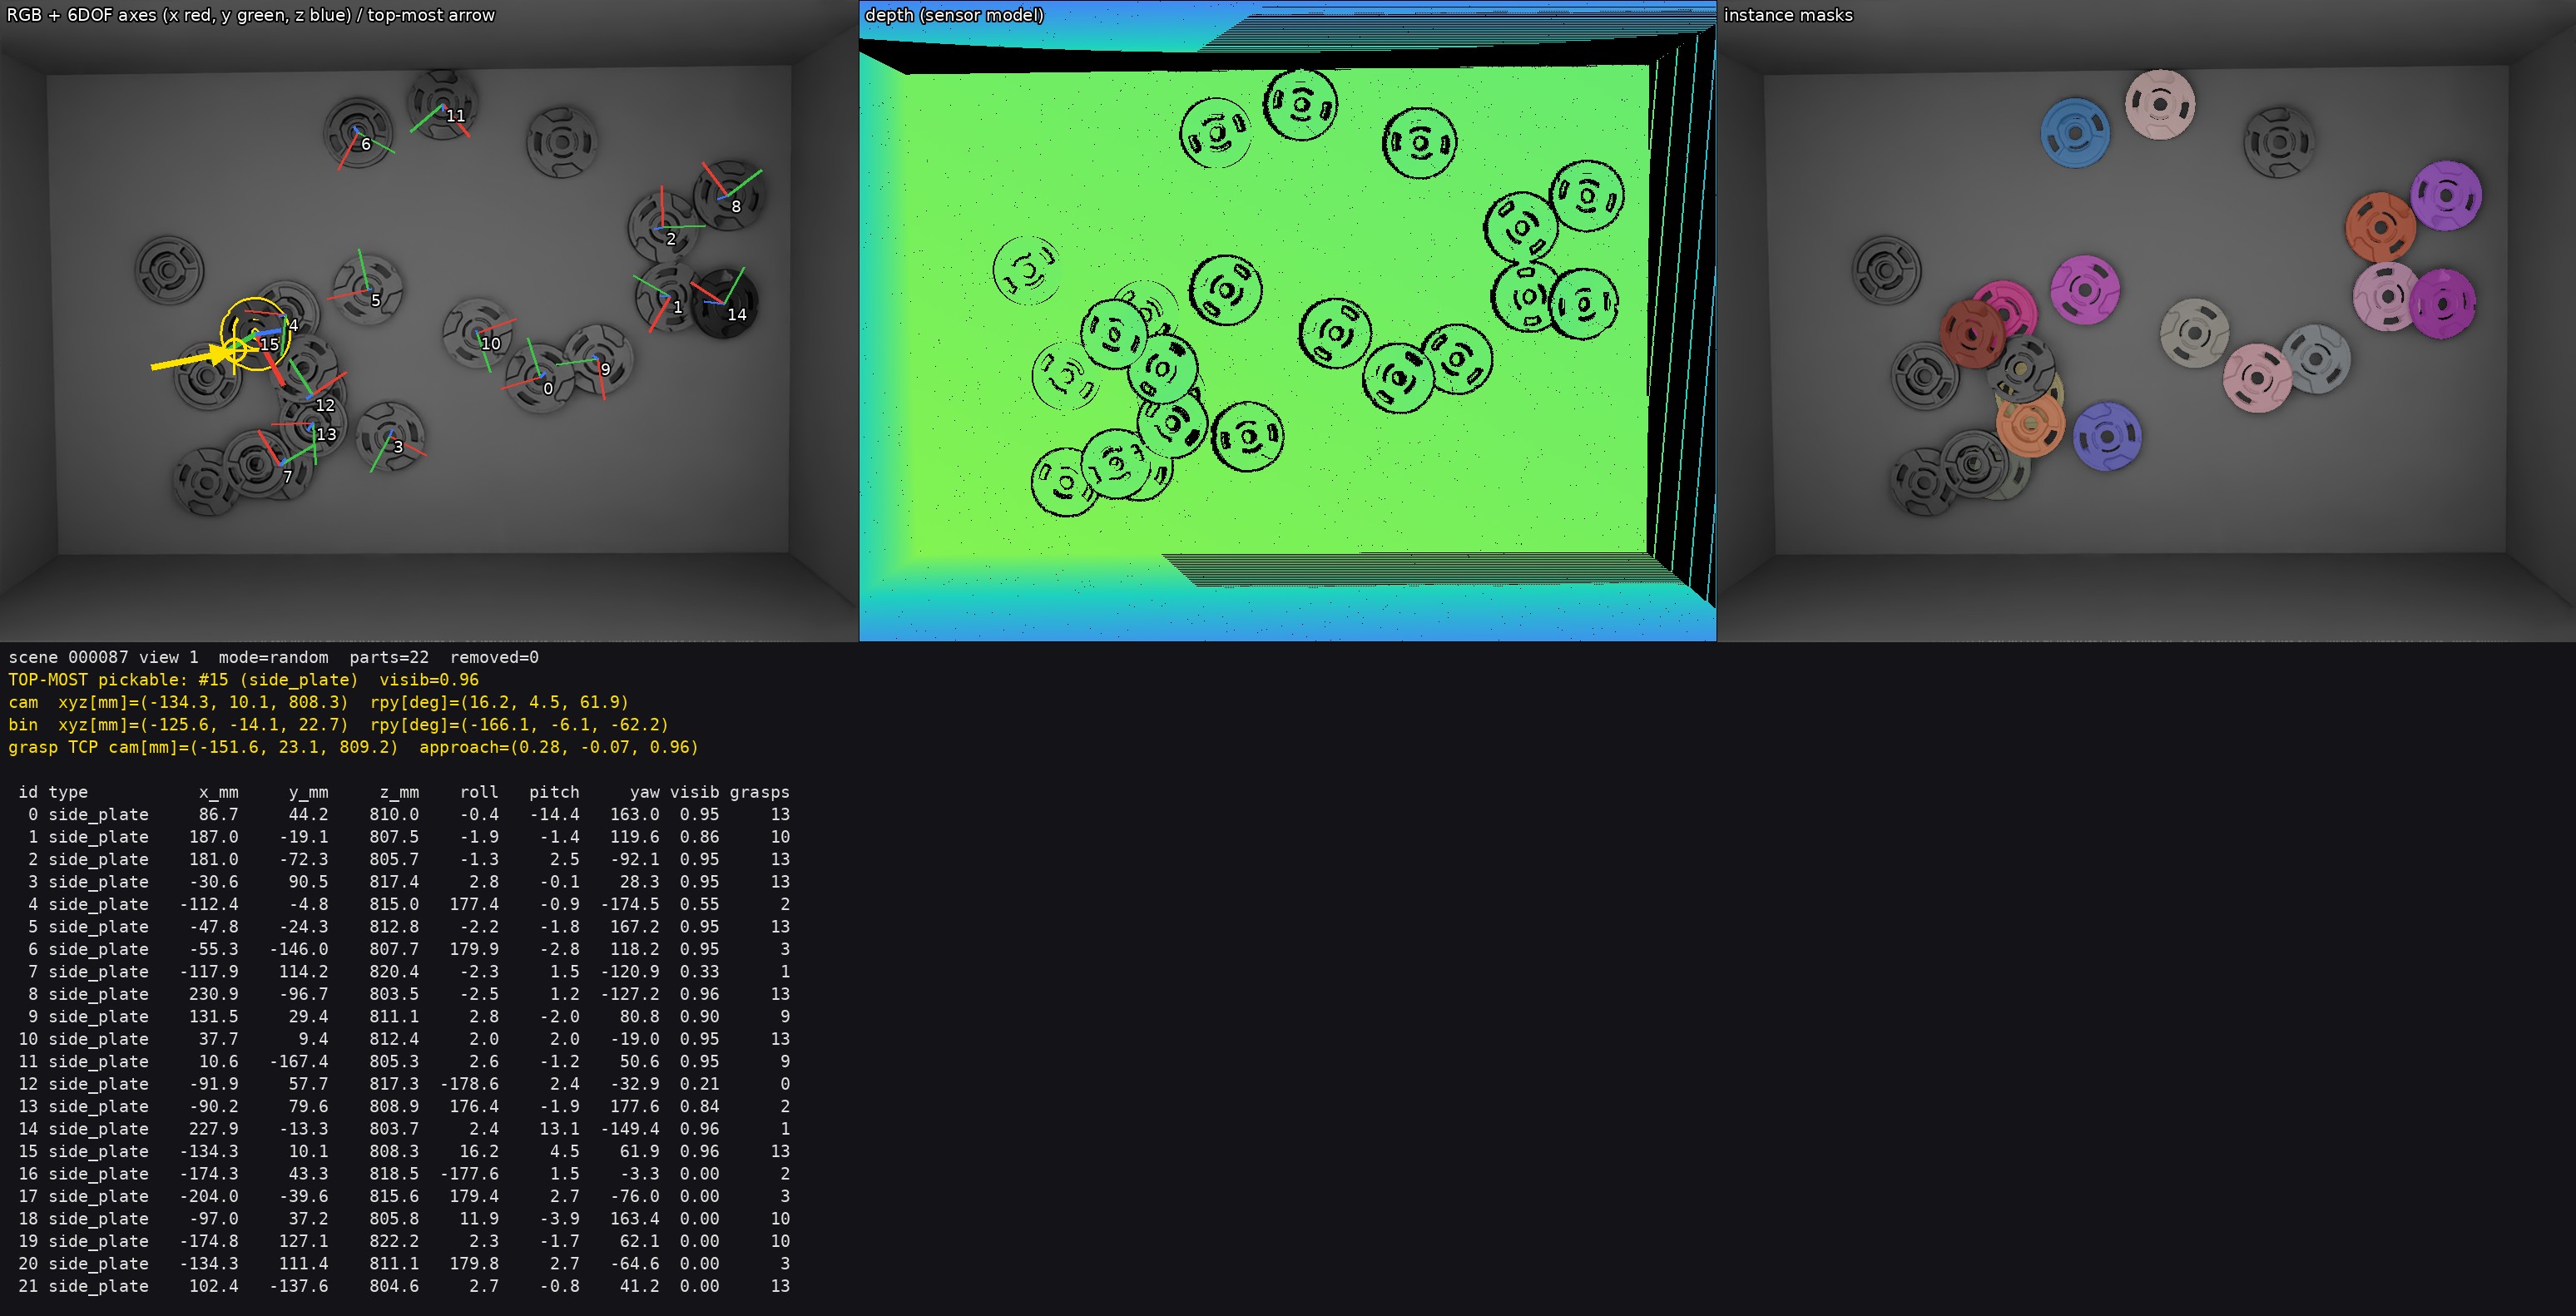 RGB + 6DOF axes (x red, y green, z blue) / top-most arrow
depth (sensor model)
instance masks
11
6
8
2
5
1
14
4
15
10
9
0
12
13
3
7
scene 000087 view 1  mode=random  parts=22  removed=0
TOP-MOST pickable: #15 (side_plate)  visib=0.96
cam  xyz[mm]=(-134.3, 10.1, 808.3)  rpy[deg]=(16.2, 4.5, 61.9)
bin  xyz[mm]=(-125.6, -14.1, 22.7)  rpy[deg]=(-166.1, -6.1, -62.2)
grasp TCP cam[mm]=(-151.6, 23.1, 809.2)  approach=(0.28, -0.07, 0.96)
id type x_mm y_mm z_mm roll pitch yaw visib grasps
0 side_plate 86.7 44.2 810.0 -0.4 -14.4 163.0 0.95 13
1 side_plate 187.0 -19.1 807.5 -1.9 -1.4 119.6 0.86 10
2 side_plate 181.0 -72.3 805.7 -1.3 2.5 -92.1 0.95 13
3 side_plate -30.6 90.5 817.4 2.8 -0.1 28.3 0.95 13
4 side_plate -112.4 -4.8 815.0 177.4 -0.9 -174.5 0.55 2
5 side_plate -47.8 -24.3 812.8 -2.2 -1.8 167.2 0.95 13
6 side_plate -55.3 -146.0 807.7 179.9 -2.8 118.2 0.95 3
7 side_plate -117.9 114.2 820.4 -2.3 1.5 -120.9 0.33 1
8 side_plate 230.9 -96.7 803.5 -2.5 1.2 -127.2 0.96 13
9 side_plate 131.5 29.4 811.1 2.8 -2.0 80.8 0.90 9
10 side_plate 37.7 9.4 812.4 2.0 2.0 -19.0 0.95 13
11 side_plate 10.6 -167.4 805.3 2.6 -1.2 50.6 0.95 9
12 side_plate -91.9 57.7 817.3 -178.6 2.4 -32.9 0.21 0
13 side_plate -90.2 79.6 808.9 176.4 -1.9 177.6 0.84 2
14 side_plate 227.9 -13.3 803.7 2.4 13.1 -149.4 0.96 1
15 side_plate -134.3 10.1 808.3 16.2 4.5 61.9 0.96 13
16 side_plate -174.3 43.3 818.5 -177.6 1.5 -3.3 0.00 2
17 side_plate -204.0 -39.6 815.6 179.4 2.7 -76.0 0.00 3
18 side_plate -97.0 37.2 805.8 11.9 -3.9 163.4 0.00 10
19 side_plate -174.8 127.1 822.2 2.3 -1.7 62.1 0.00 10
20 side_plate -134.3 111.4 811.1 179.8 2.7 -64.6 0.00 3
21 side_plate 102.4 -137.6 804.6 2.7 -0.8 41.2 0.00 13